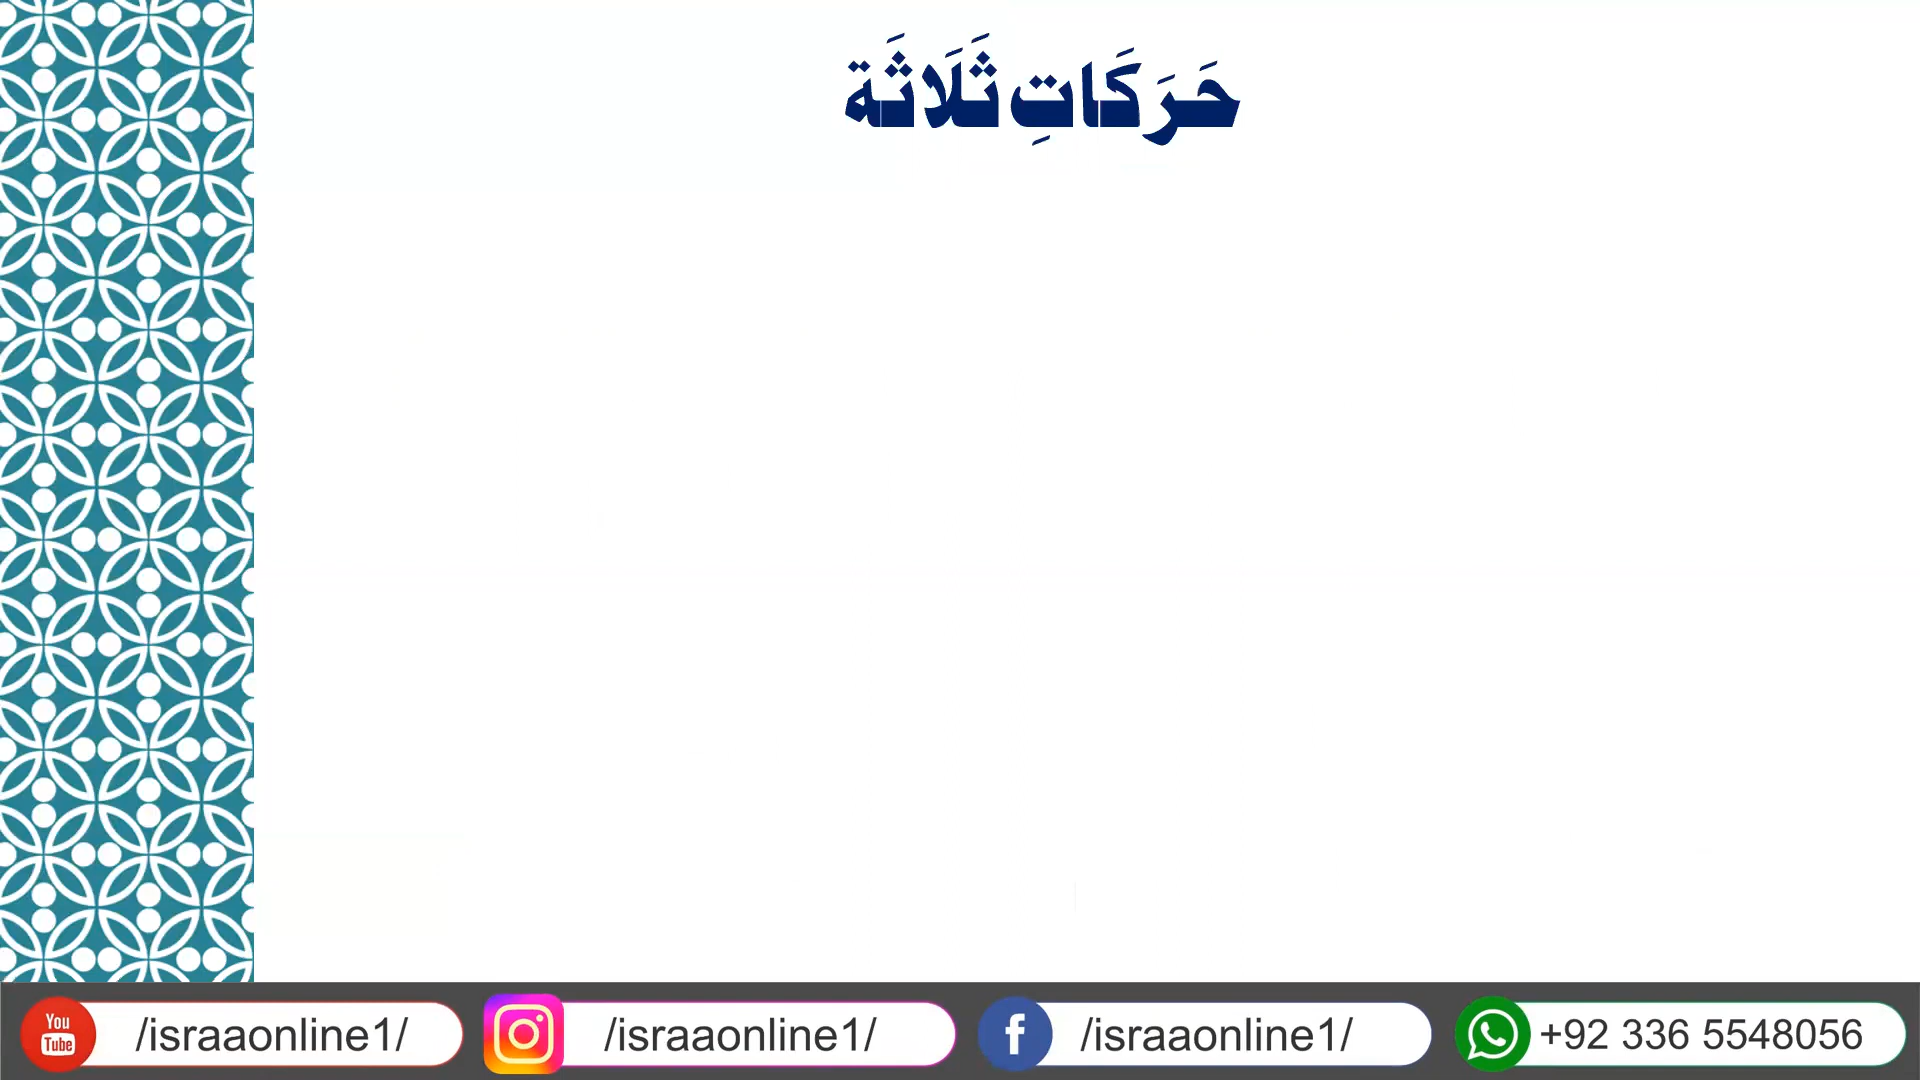 حَرَكَاتِ ثَلَاثَة
You Tube /israaonline1/
/israaonline1/
f /israaonline1/
+92 336 5548056